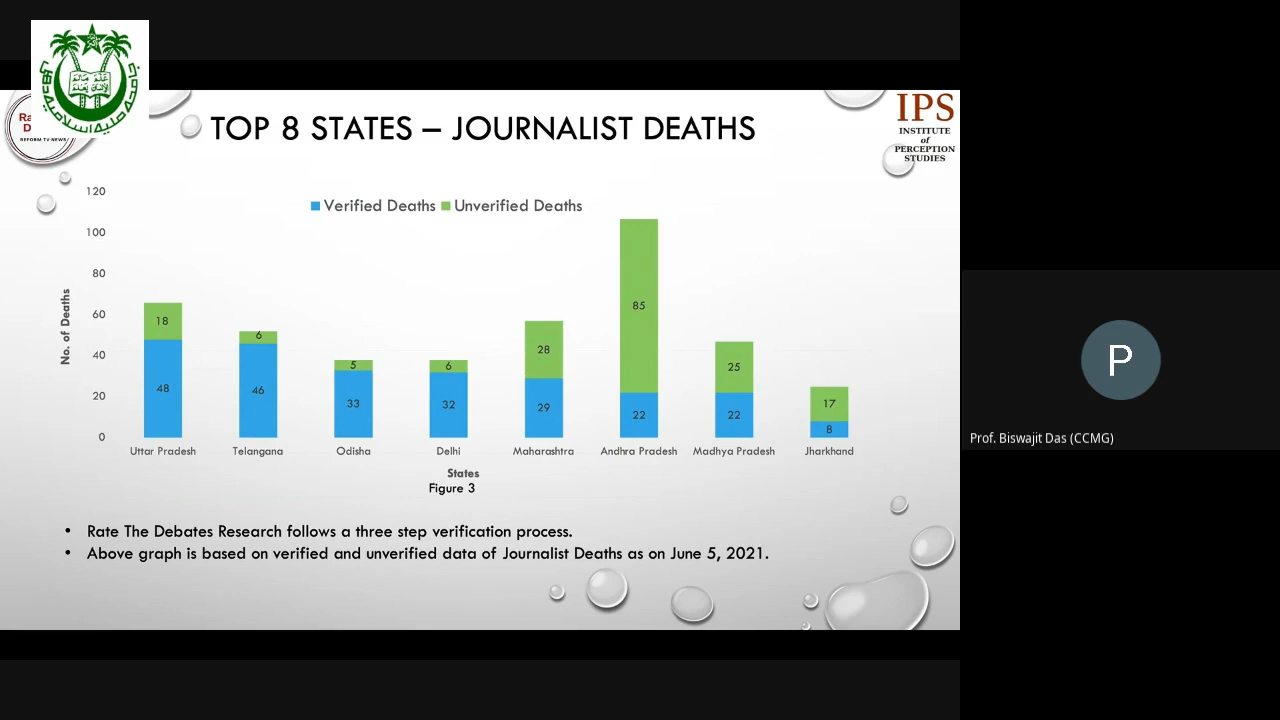 TOP 8 STATES – JOURNALIST DEATHS
REFORM TV NEWS
IPS
INSTITUTE
of
PERCEPTION
STUDIES
Verified Deaths Unverified Deaths
120
100
80
60
40
20
0
No. of Deaths
18 6 5 6 28 85 25 17
48 46 33 32 29 22 22 8
Uttar Pradesh Telangana Odisha Delhi Maharashtra Andhra Pradesh Madhya Pradesh Jharkhand
States
Figure 3
• Rate The Debates Research follows a three step verification process.
• Above graph is based on verified and unverified data of Journalist Deaths as on June 5, 2021.
P
Prof. Biswajit Das (CCMG)